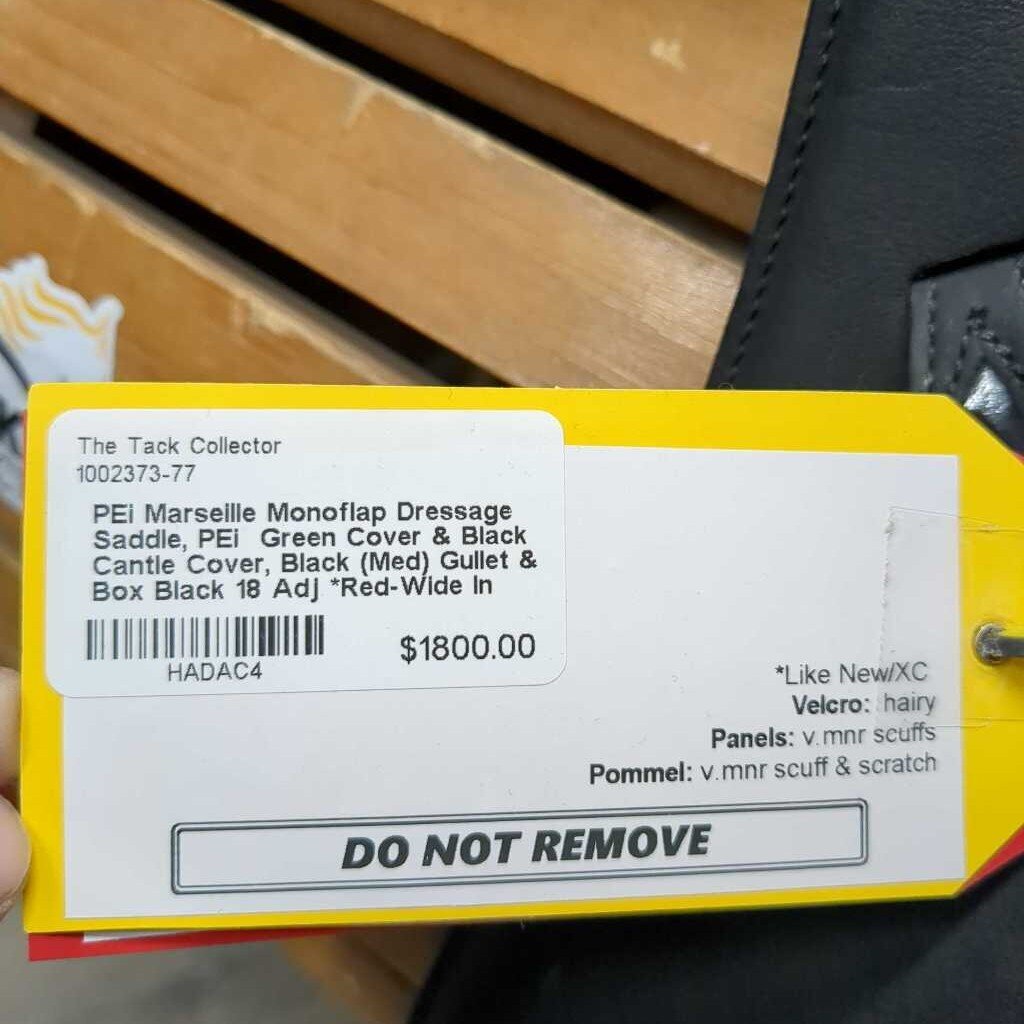 The Tack Collector
1002373-77
PEi Marseille Monoflap Dressage
Saddle, PEi Green Cover & Black
Cantle Cover, Black (Med) Gullet &
Box Black 18 Adj *Red-Wide In
HADAC4
$1800.00
*Like New/XC
Velcro: hairy
Panels: v.mnr scuffs
Pommel: v.mnr scuff & scratch
DO NOT REMOVE